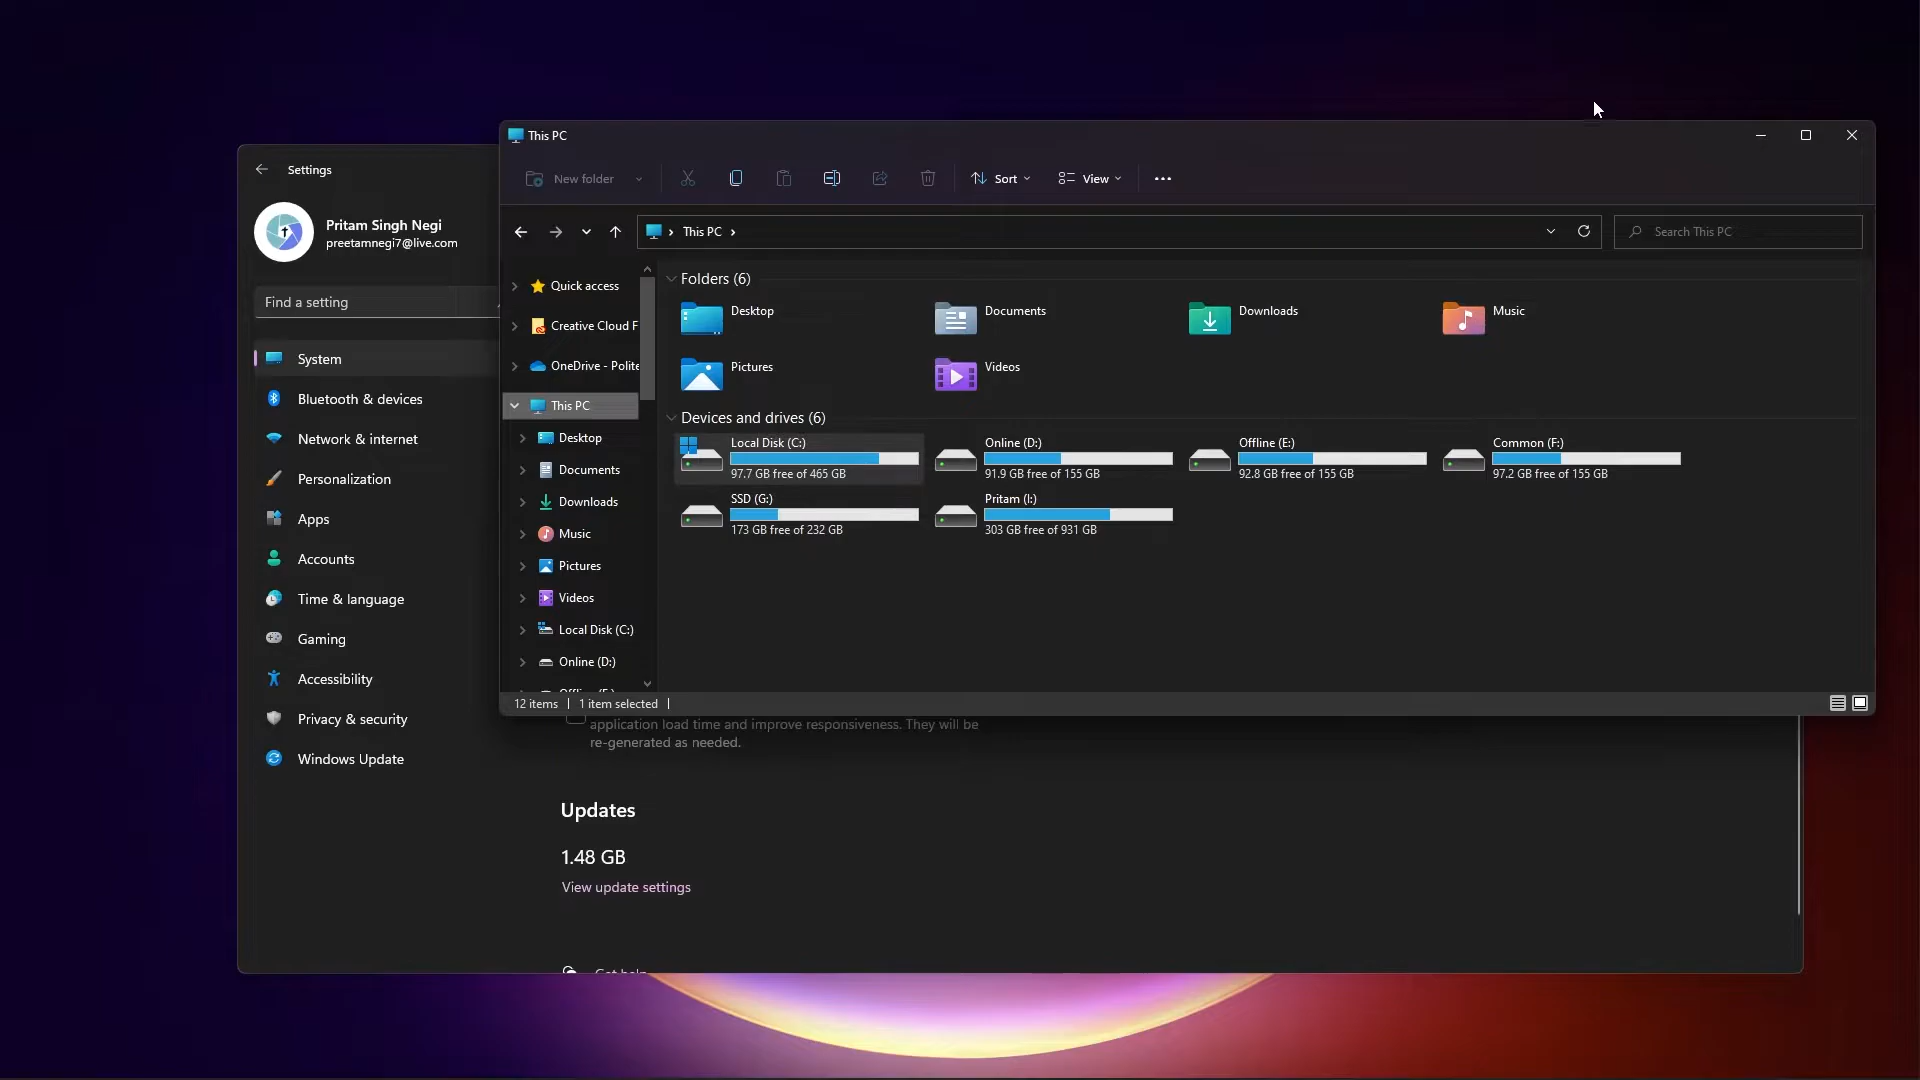 Settings
Pritam Singh Negi
preetamnegi7@live.com
Find a setting
System
Bluetooth & devices
Network & internet
Personalization
Apps
Accounts
Time & language
Gaming
Accessibility
Privacy & security
Windows Update
This PC
New folder
Sort
View
This PC
Search This PC
Quick access
Creative Cloud F
OneDrive - Polite
This PC
Desktop
Documents
Downloads
Music
Pictures
Videos
Local Disk (C:)
Online (D:)
Offline (E:)
Folders (6)
Desktop
Documents
Downloads
Music
Pictures
Videos
Devices and drives (6)
Local Disk (C:)
97.7 GB free of 465 GB
Online (D:)
91.9 GB free of 155 GB
Offline (E:)
92.8 GB free of 155 GB
Common (F:)
97.2 GB free of 155 GB
SSD (G:)
173 GB free of 232 GB
Pritam (I:)
303 GB free of 931 GB
12 items
1 item selected
application load time and improve responsiveness. They will be
re-generated as needed.
Updates
1.48 GB
View update settings
Get help